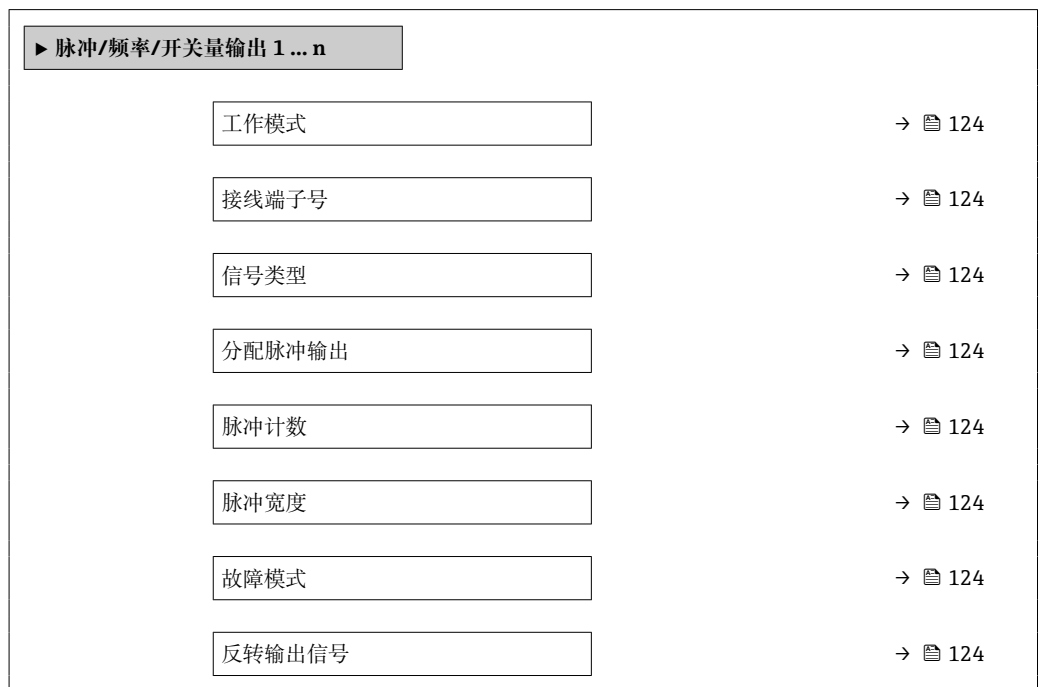 ▶ 脉冲/频率/开关量输出 1 ... n
工作模式 → 124
接线端子号 → 124
信号类型 → 124
分配脉冲输出 → 124
脉冲计数 → 124
脉冲宽度 → 124
故障模式 → 124
反转输出信号 → 124